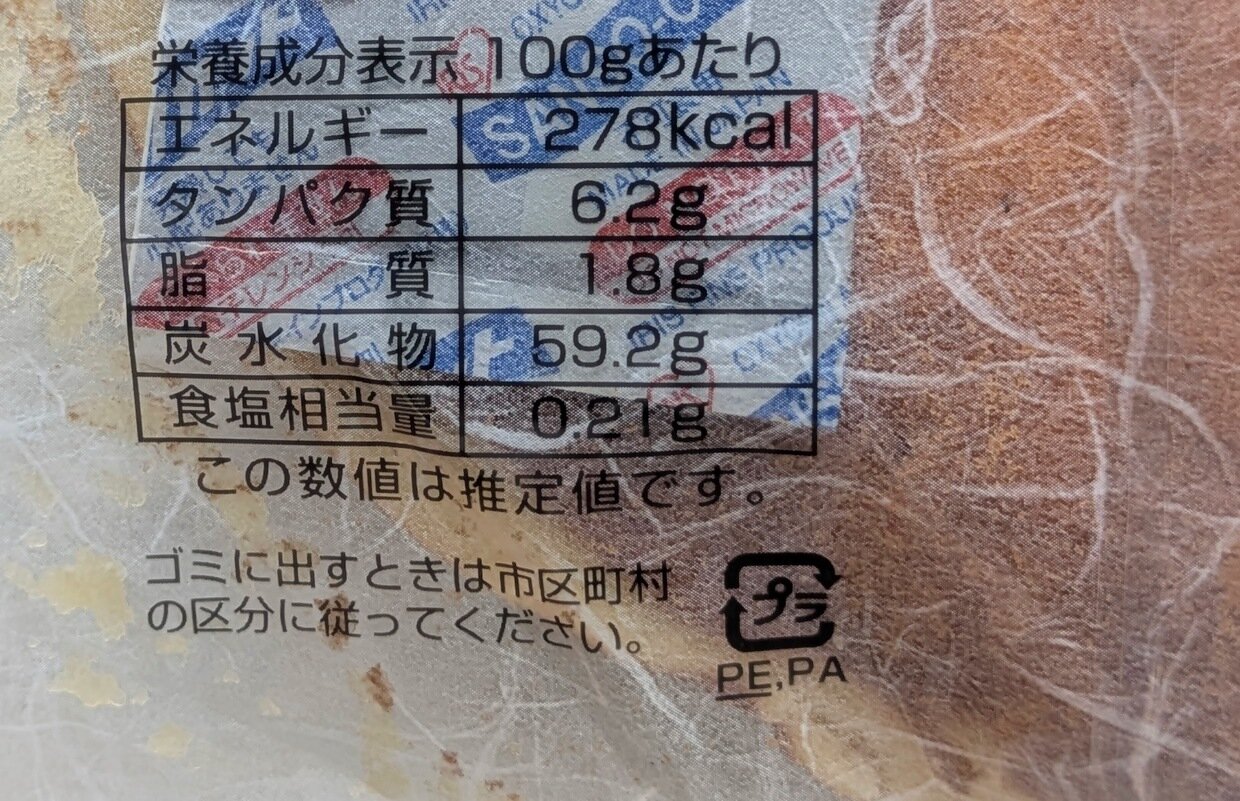 栄養成分表示 100gあたり
エネルギー 278kcal
タンパク質 6.2g
脂質 1.8g
炭水化物 59.2g
食塩相当量 0.21g
この数値は推定値です。
ゴミに出すときは市区町村
の区分に従ってください。
プラ
PE,PA